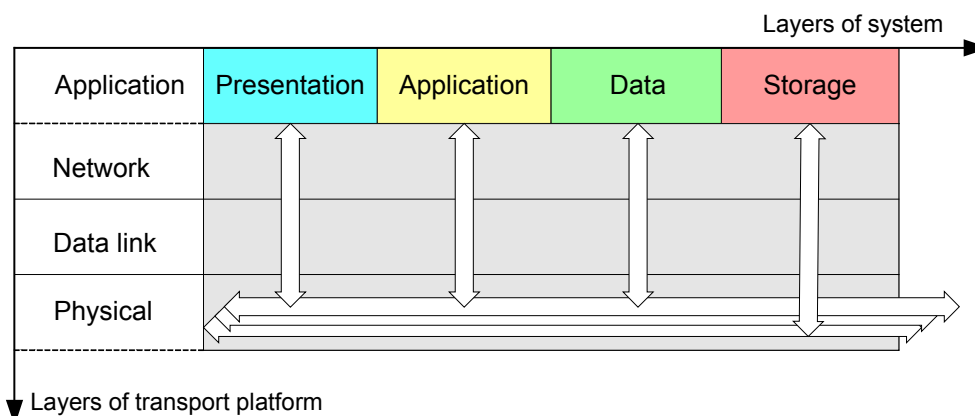 Layers of system
Application Presentation Application Data Storage
Network
Data link
Physical
Layers of transport platform